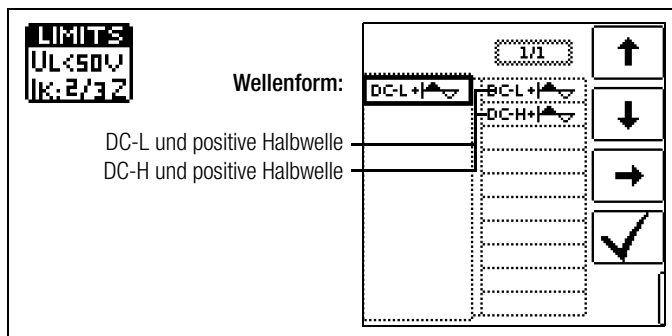 LIMITS
UL<50V
IK: 2/3 Z
Wellenform:
DC-L und positive Halbwelle
DC-H und positive Halbwelle
1/1
DC-L +
DC-L +
DC-H+